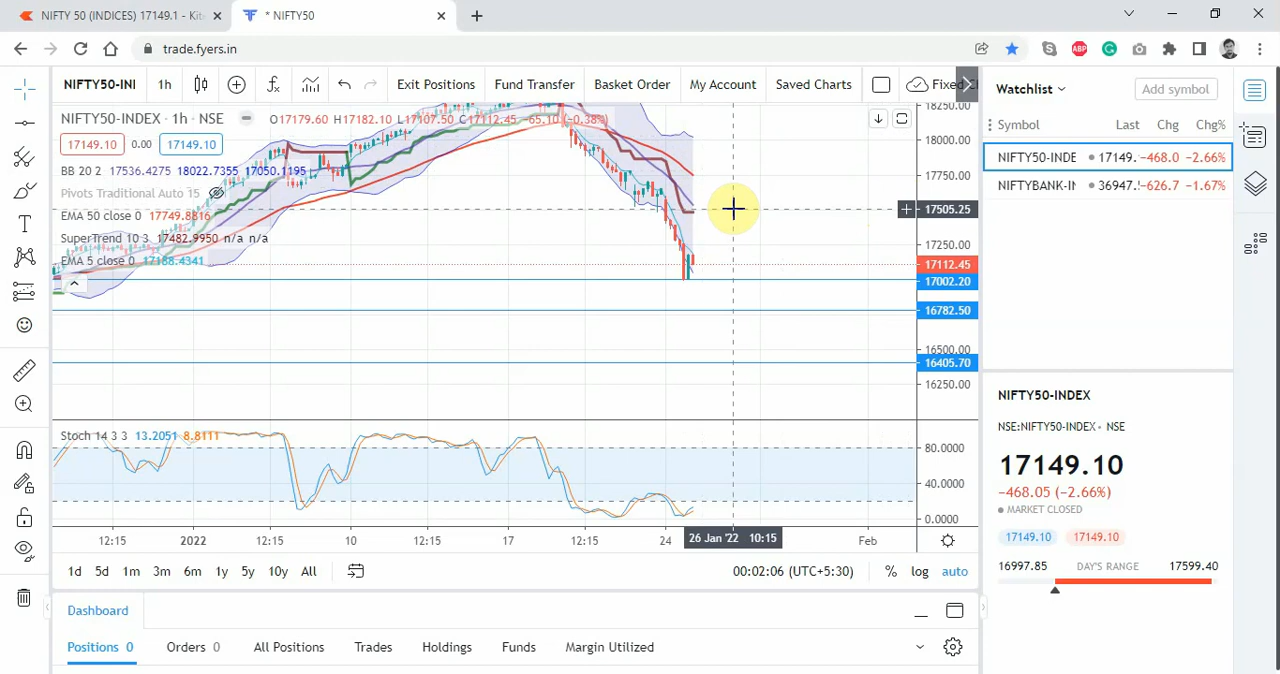 NIFTY 50 (INDICES) 17149.1 - Kit
* NIFTY50
trade.fyers.in
ABP
NIFTY50-INI
1h
Exit Positions
Fund Transfer
Basket Order
My Account
Saved Charts
Fixed
NIFTY50-INDEX · 1h · NSE
O17179.60 H17182.10 L17107.50 C17112.45 −65.10 (−0.38%)
17149.10
0.00
17149.10
BB 20 2 17536.4275 18022.7355 17050.1195
Pivots Traditional Auto 15
EMA 50 close 0 17749.8816
SuperTrend 10 3 17482.9950 n/a n/a
EMA 5 close 0 17188.4341
18250.00
18000.00
17750.00
17505.25
17250.00
17112.45
17002.20
16782.50
16500.00
16405.70
16250.00
Stoch 14 3 3 13.2051 8.8111
80.0000
40.0000
0.0000
12:15
2022
12:15
10
12:15
17
12:15
24
26 Jan '22 10:15
Feb
1d
5d
1m
3m
6m
1y
5y
10y
All
00:02:06 (UTC+5:30)
%
log
auto
Dashboard
Positions 0
Orders 0
All Positions
Trades
Holdings
Funds
Margin Utilized
Watchlist
Add symbol
Symbol
Last
Chg
Chg%
NIFTY50-INDE
17149.
−468.0
−2.66%
NIFTYBANK-IN
36947.
−626.7
−1.67%
NIFTY50-INDEX
NSE:NIFTY50-INDEX • NSE
17149.10
−468.05 (−2.66%)
MARKET CLOSED
17149.10
17149.10
16997.85
DAY'S RANGE
17599.40